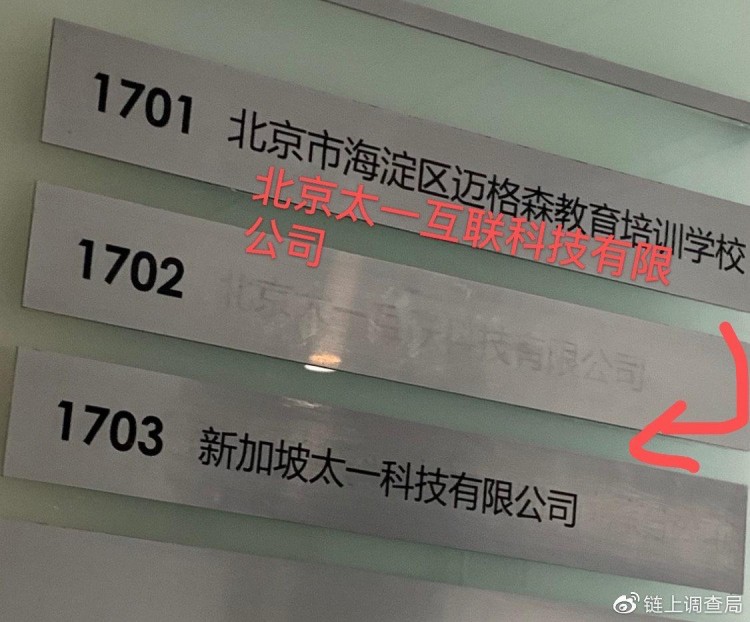 1701 北京市海淀区迈格森教育培训学校
北京太一互联科技有限
公司
1702 北京太一互联科技有限公司
1703 新加坡太一科技有限公司
链上调查局